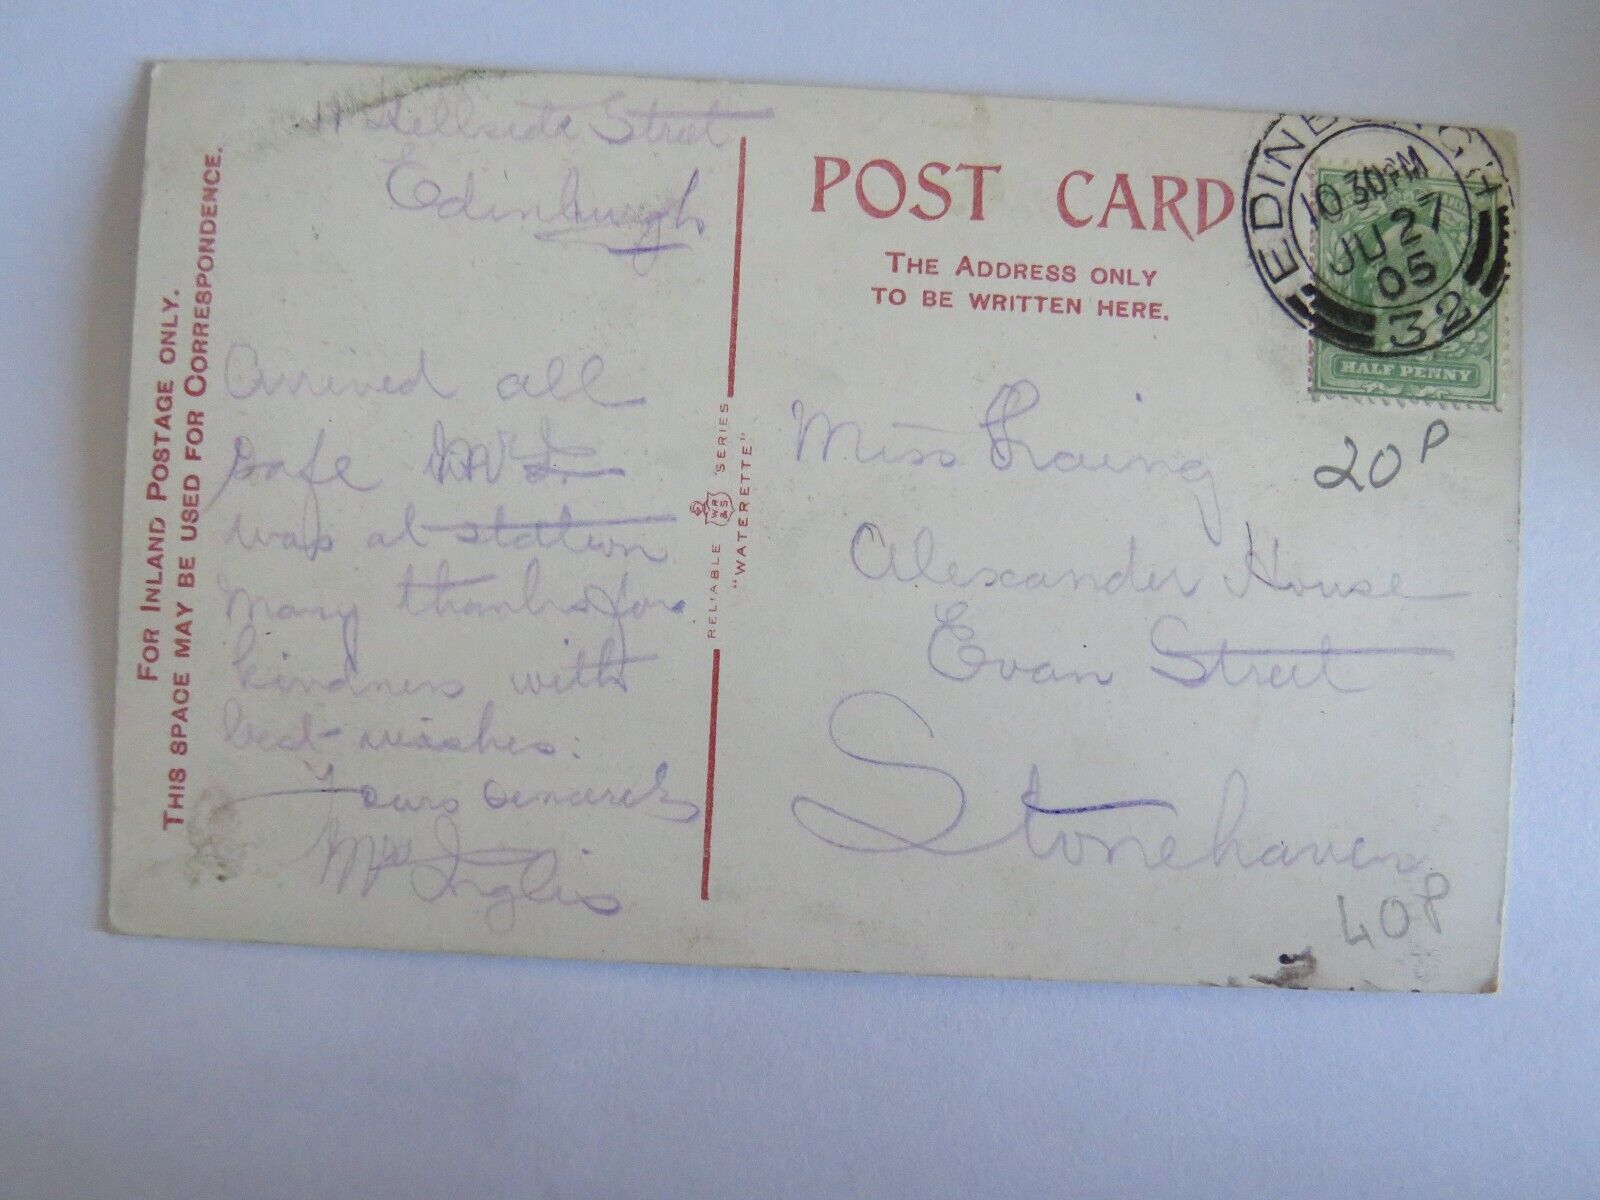 FOR INLAND POSTAGE ONLY.
THIS SPACE MAY BE USED FOR CORRESPONDENCE.
11 Hillside Street
Edinburgh
Arrived all
safe
was at station
Many thanks for
kindness with
best wishes:
Yours sincerely
Inglis
RELIABLE WR &S SERIES
"WATERETTE"
POST CARD
THE ADDRESS ONLY
TO BE WRITTEN HERE.
EDINBURGH
10 30PM
JU 27
05
32
HALF PENNY
Miss
Alexander House
Evan Street
Stonehaven
20P
40P